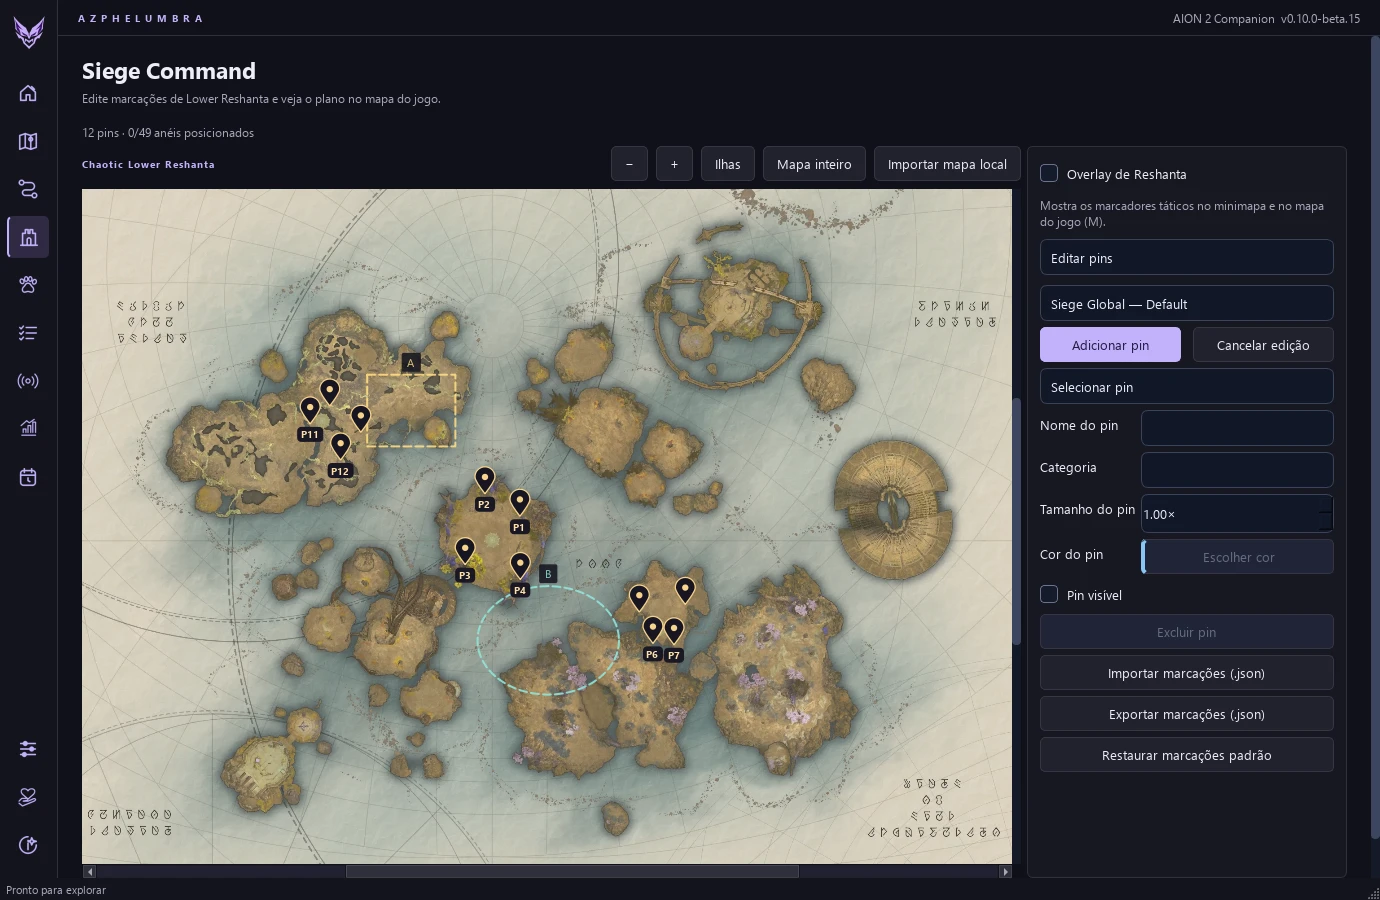 AZPHELUMBRA
AION 2 Companion v0.10.0-beta.15
Siege Command
Edite marcações de Lower Reshanta e veja o plano no mapa do jogo.
12 pins · 0/49 anéis posicionados
Chaotic Lower Reshanta
−
+
Ilhas
Mapa inteiro
Importar mapa local
A
P11
P12
P2
P1
P3
P4
B
P6
P7
Overlay de Reshanta
Mostra os marcadores táticos no minimapa e no mapa
do jogo (M).
Editar pins
Siege Global — Default
Adicionar pin
Cancelar edição
Selecionar pin
Nome do pin
Categoria
Tamanho do pin
1.00×
Cor do pin
Escolher cor
Pin visível
Excluir pin
Importar marcações (.json)
Exportar marcações (.json)
Restaurar marcações padrão
Pronto para explorar